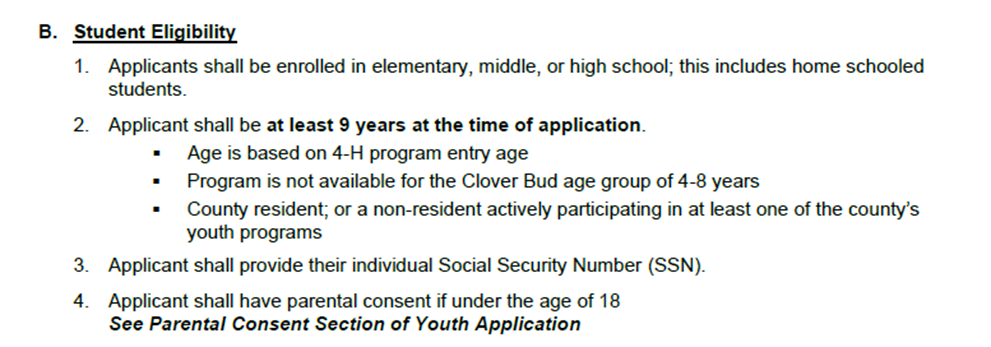 B. Student Eligibility
1. Applicants shall be enrolled in elementary, middle, or high school; this includes home schooled
students.
2. Applicant shall be at least 9 years at the time of application.
▪ Age is based on 4-H program entry age
▪ Program is not available for the Clover Bud age group of 4-8 years
▪ County resident; or a non-resident actively participating in at least one of the county's
youth programs
3. Applicant shall provide their individual Social Security Number (SSN).
4. Applicant shall have parental consent if under the age of 18
See Parental Consent Section of Youth Application